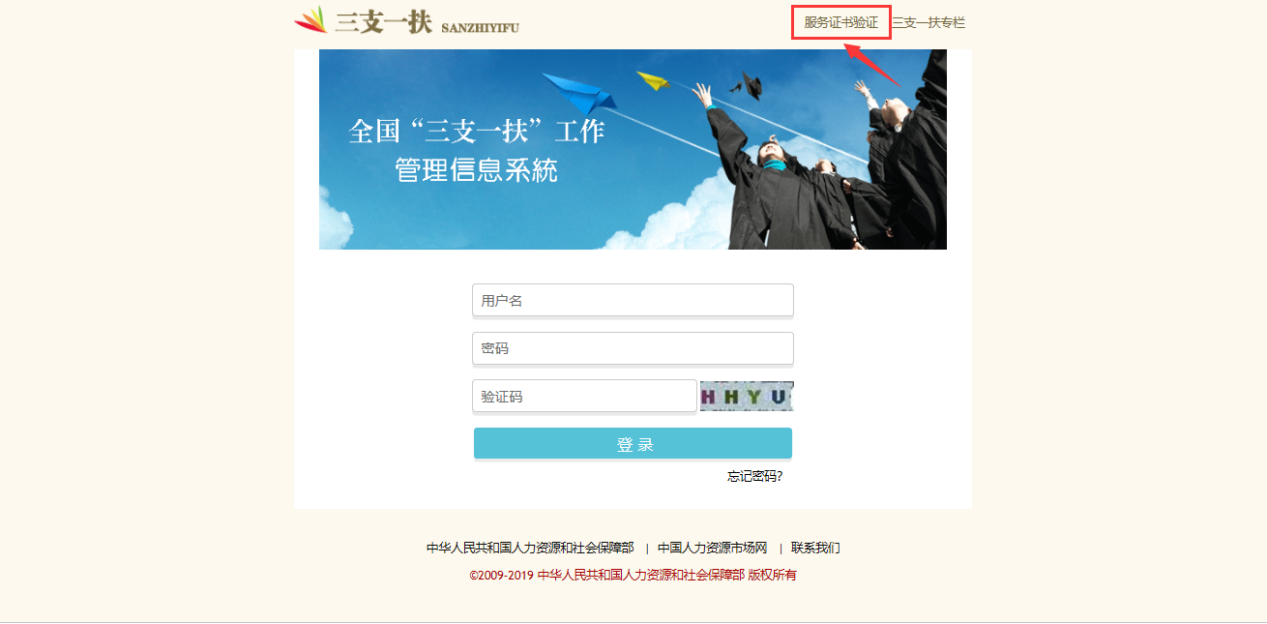 三支一扶 SANZHIYIFU 服务证书验证 三支一扶专栏
全国“三支一扶”工作
管理信息系統
用户名
密码
验证码 HHYU
登 录
忘记密码?
中华人民共和国人力资源和社会保障部 | 中国人力资源市场网 | 联系我们
©2009-2019 中华人民共和国人力资源和社会保障部 版权所有